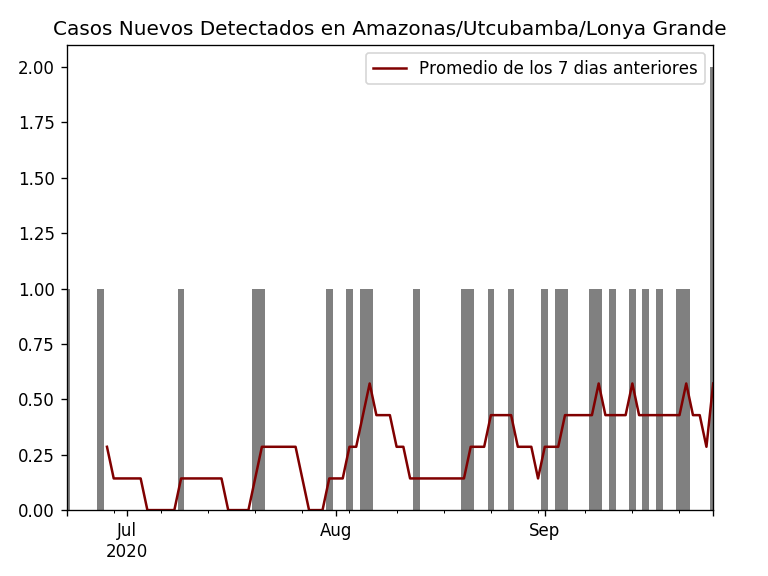 Casos Nuevos Detectados en Amazonas/Utcubamba/Lonya Grande
Promedio de los 7 dias anteriores
2.00
1.75
1.50
1.25
1.00
0.75
0.50
0.25
0.00
Jul
2020
Aug
Sep